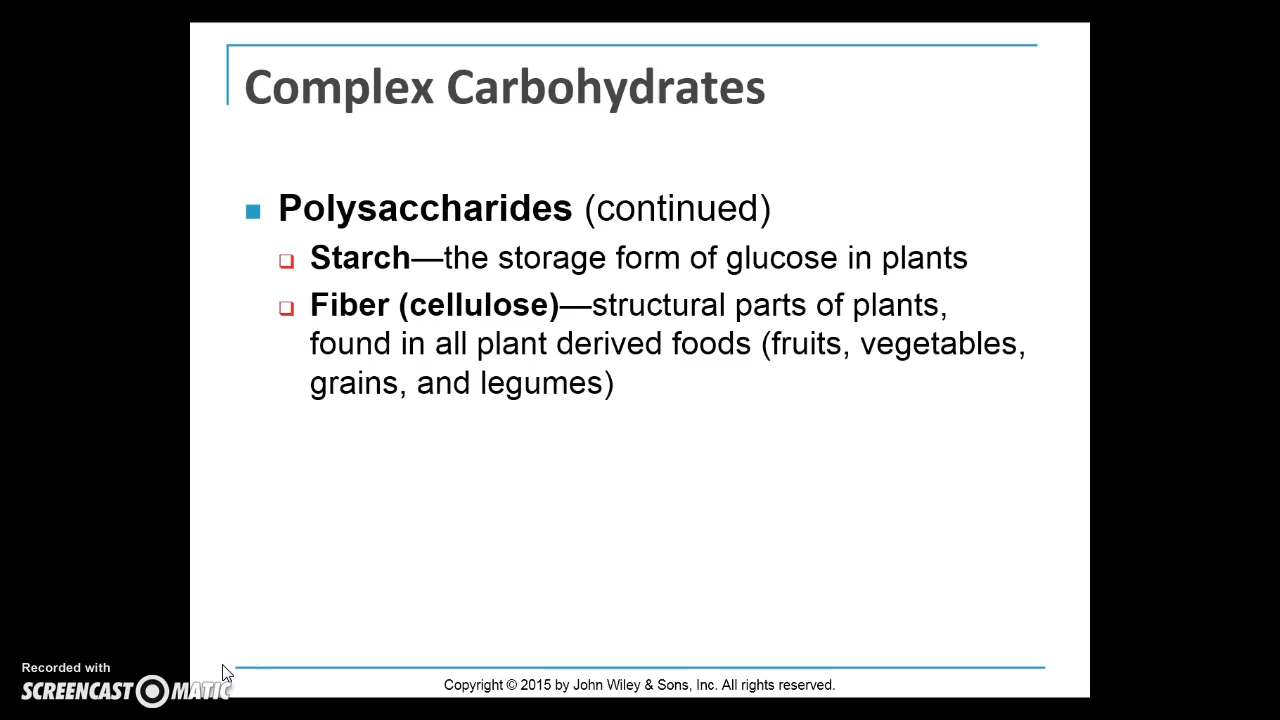 Complex Carbohydrates
Polysaccharides (continued)
Starch—the storage form of glucose in plants
Fiber (cellulose)—structural parts of plants,
found in all plant derived foods (fruits, vegetables,
grains, and legumes)
Copyright © 2015 by John Wiley & Sons, Inc. All rights reserved.
Recorded with
SCREENCAST MATIC